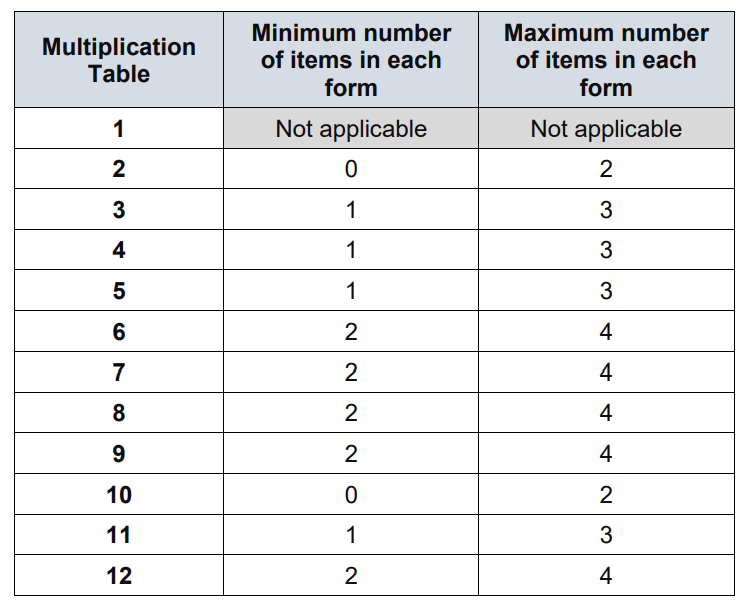 Multiplication Table | Minimum number of items in each form | Maximum number of items in each form
1 | Not applicable | Not applicable
2 | 0 | 2
3 | 1 | 3
4 | 1 | 3
5 | 1 | 3
6 | 2 | 4
7 | 2 | 4
8 | 2 | 4
9 | 2 | 4
10 | 0 | 2
11 | 1 | 3
12 | 2 | 4